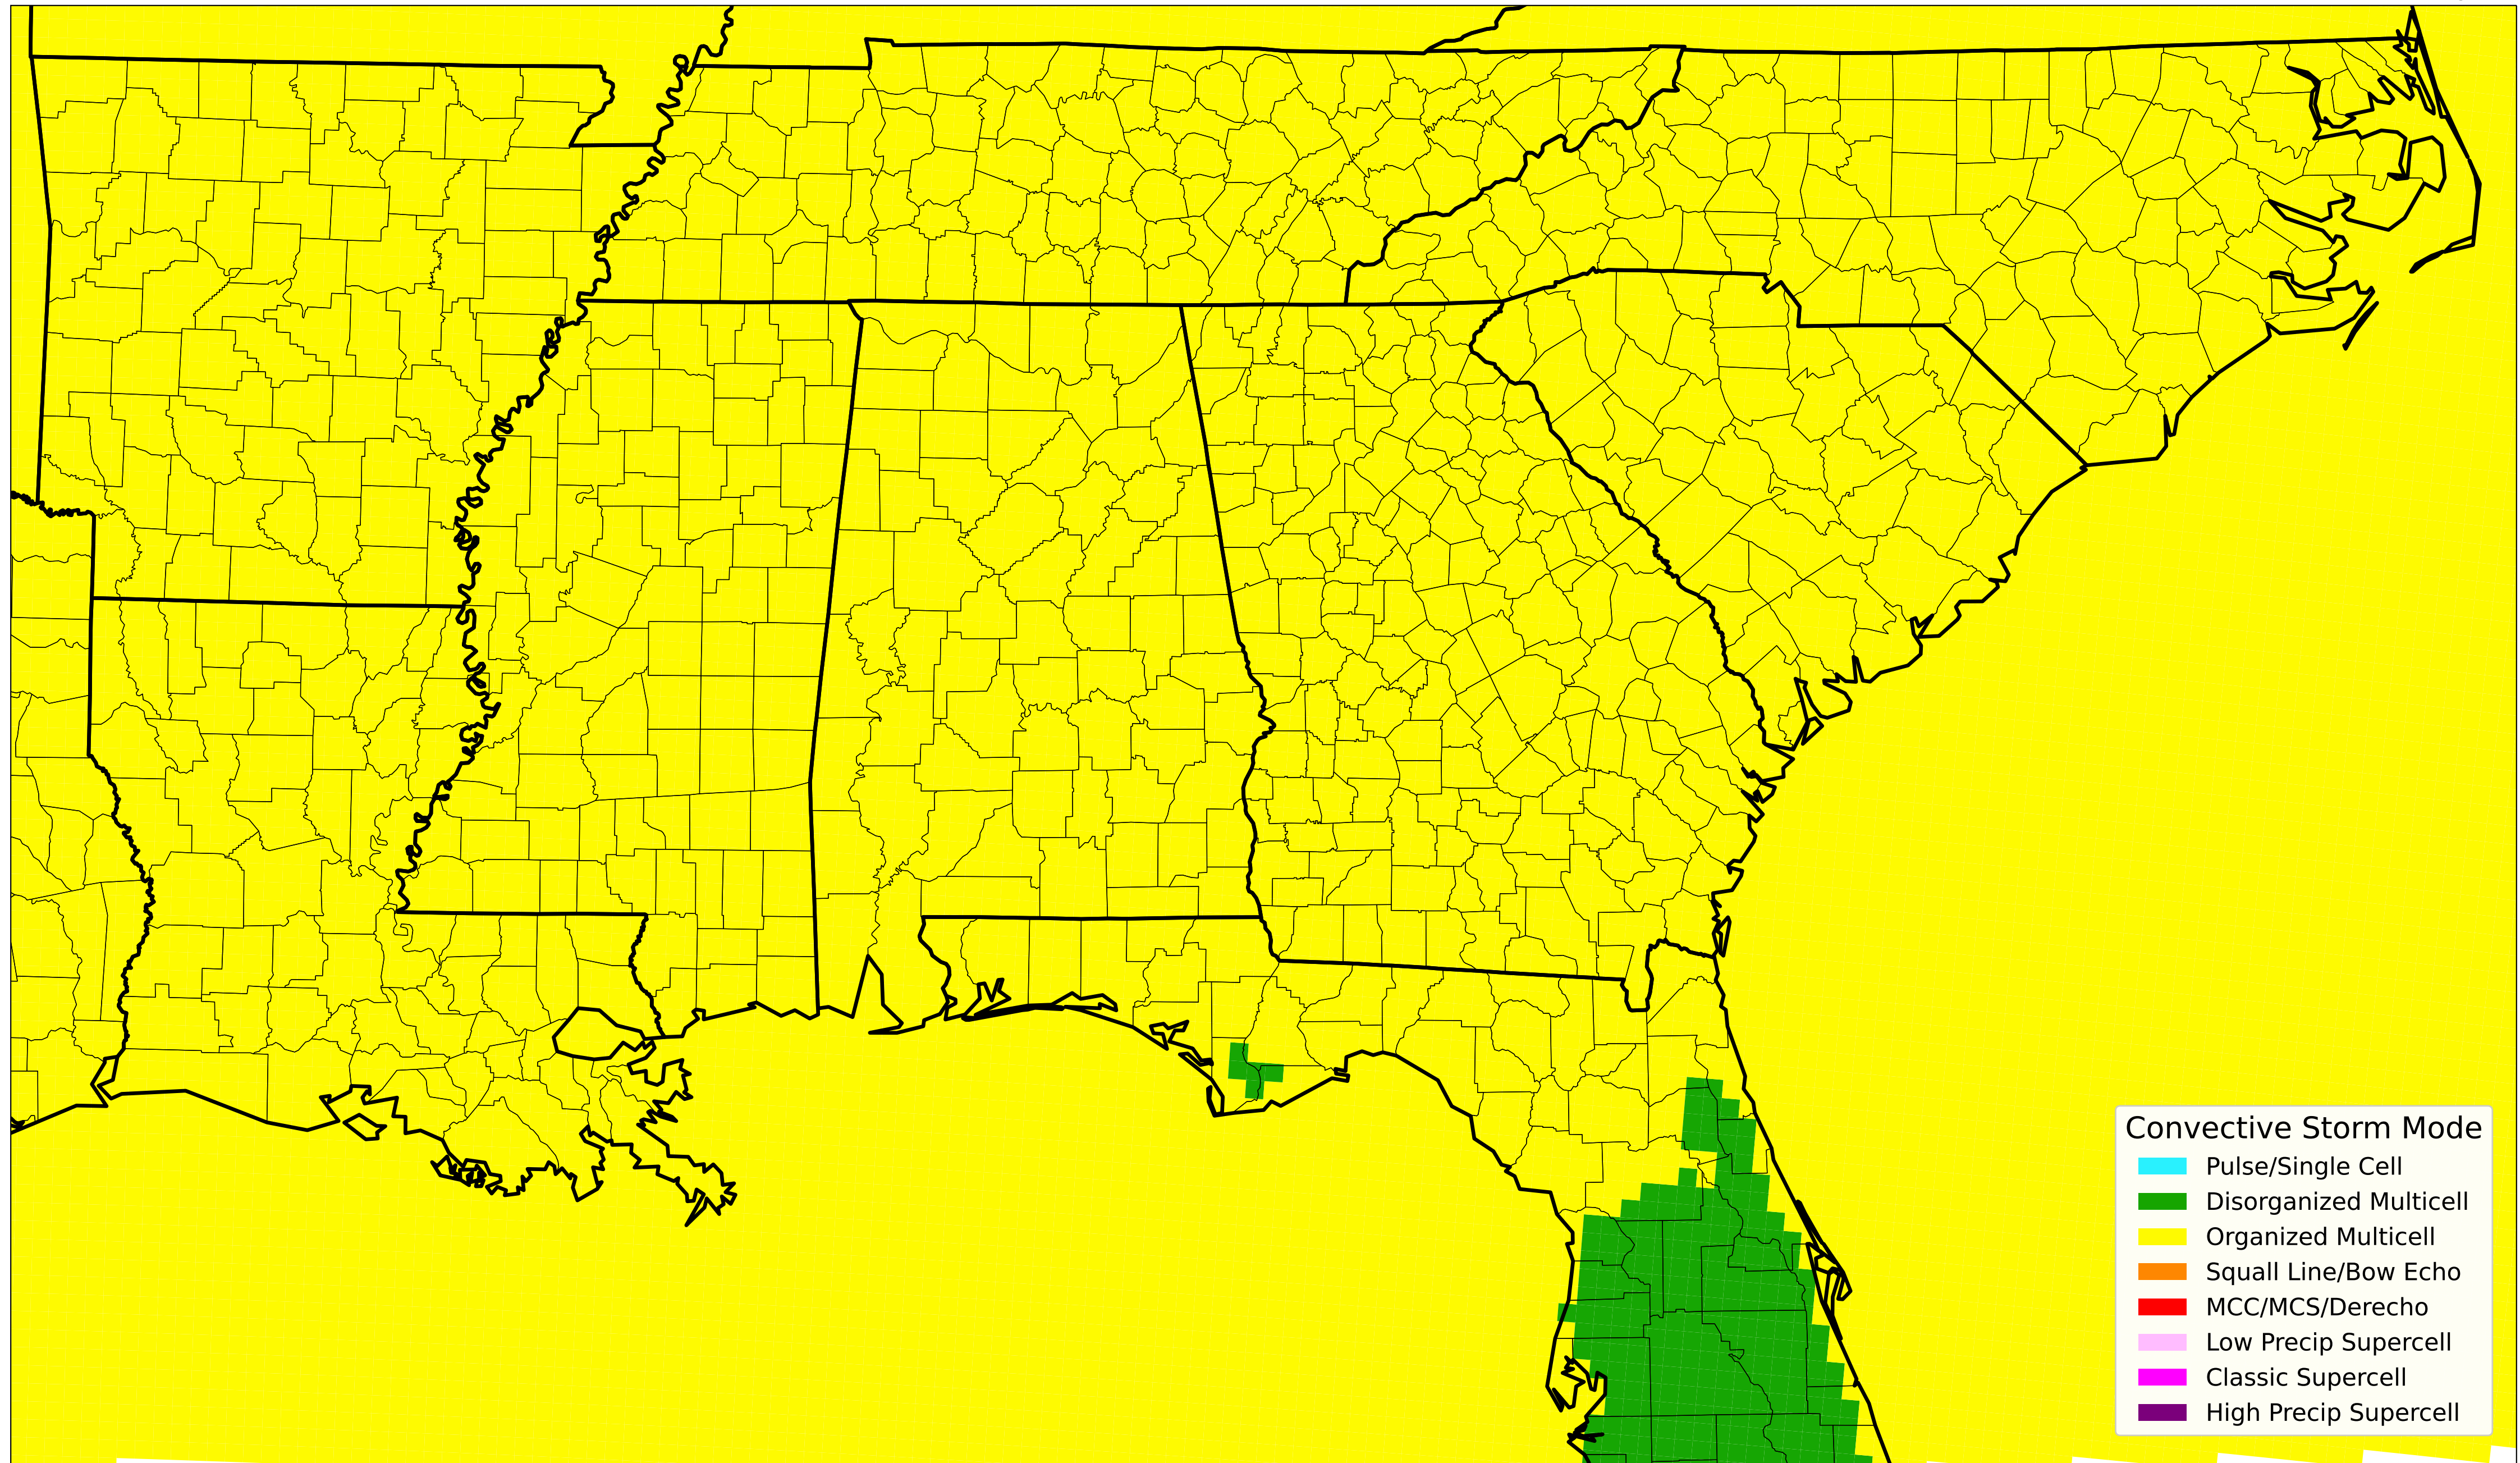 Convective Storm Mode
Pulse/Single Cell
Disorganized Multicell
Organized Multicell
Squall Line/Bow Echo
MCC/MCS/Derecho
Low Precip Supercell
Classic Supercell
High Precip Supercell